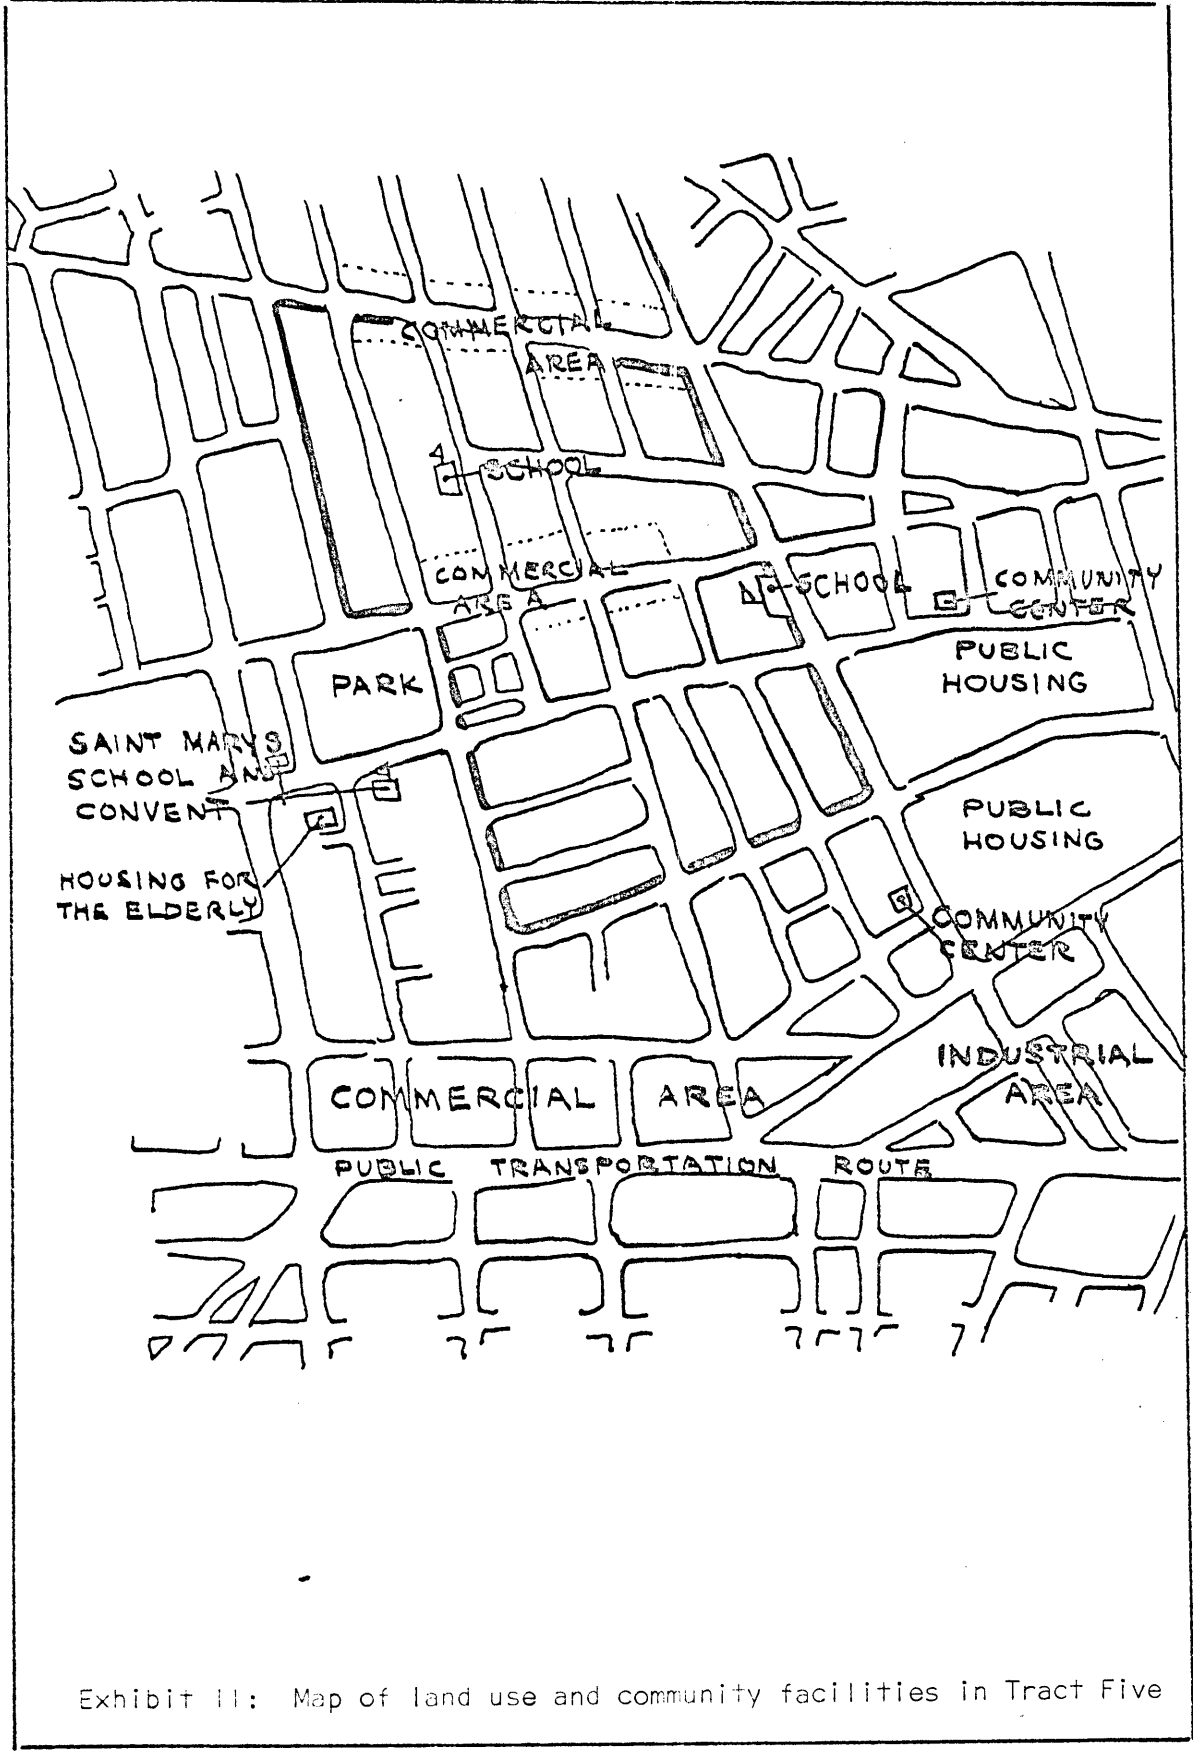 COMMERCIAL
AREA
SCHOOL
COMMERCIAL
AREA
SCHOOL
COMMUNITY
CENTER
PUBLIC
HOUSING
PARK
SAINT MARYS
SCHOOL AND
CONVENT
HOUSING FOR
THE ELDERLY
PUBLIC
HOUSING
COMMUNITY
CENTER
INDUSTRIAL
AREA
COMMERCIAL AREA
PUBLIC TRANSPORTATION ROUTE
Exhibit II: Map of land use and community facilities in Tract Five